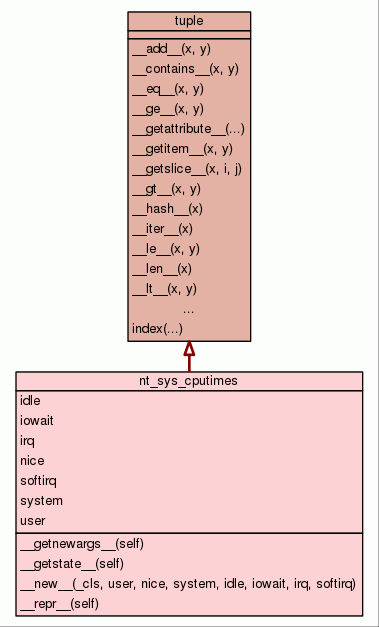 tuple
__add__(x, y)
__contains__(x, y)
__eq__(x, y)
__ge__(x, y)
__getattribute__(...)
__getitem__(x, y)
__getslice__(x, i, j)
__gt__(x, y)
__hash__(x)
__iter__(x)
__le__(x, y)
__len__(x)
__lt__(x, y)
...
index(...)
nt_sys_cputimes
idle
iowait
irq
nice
softirq
system
user
__getnewargs__(self)
__getstate__(self)
__new__(_cls, user, nice, system, idle, iowait, irq, softirq)
__repr__(self)